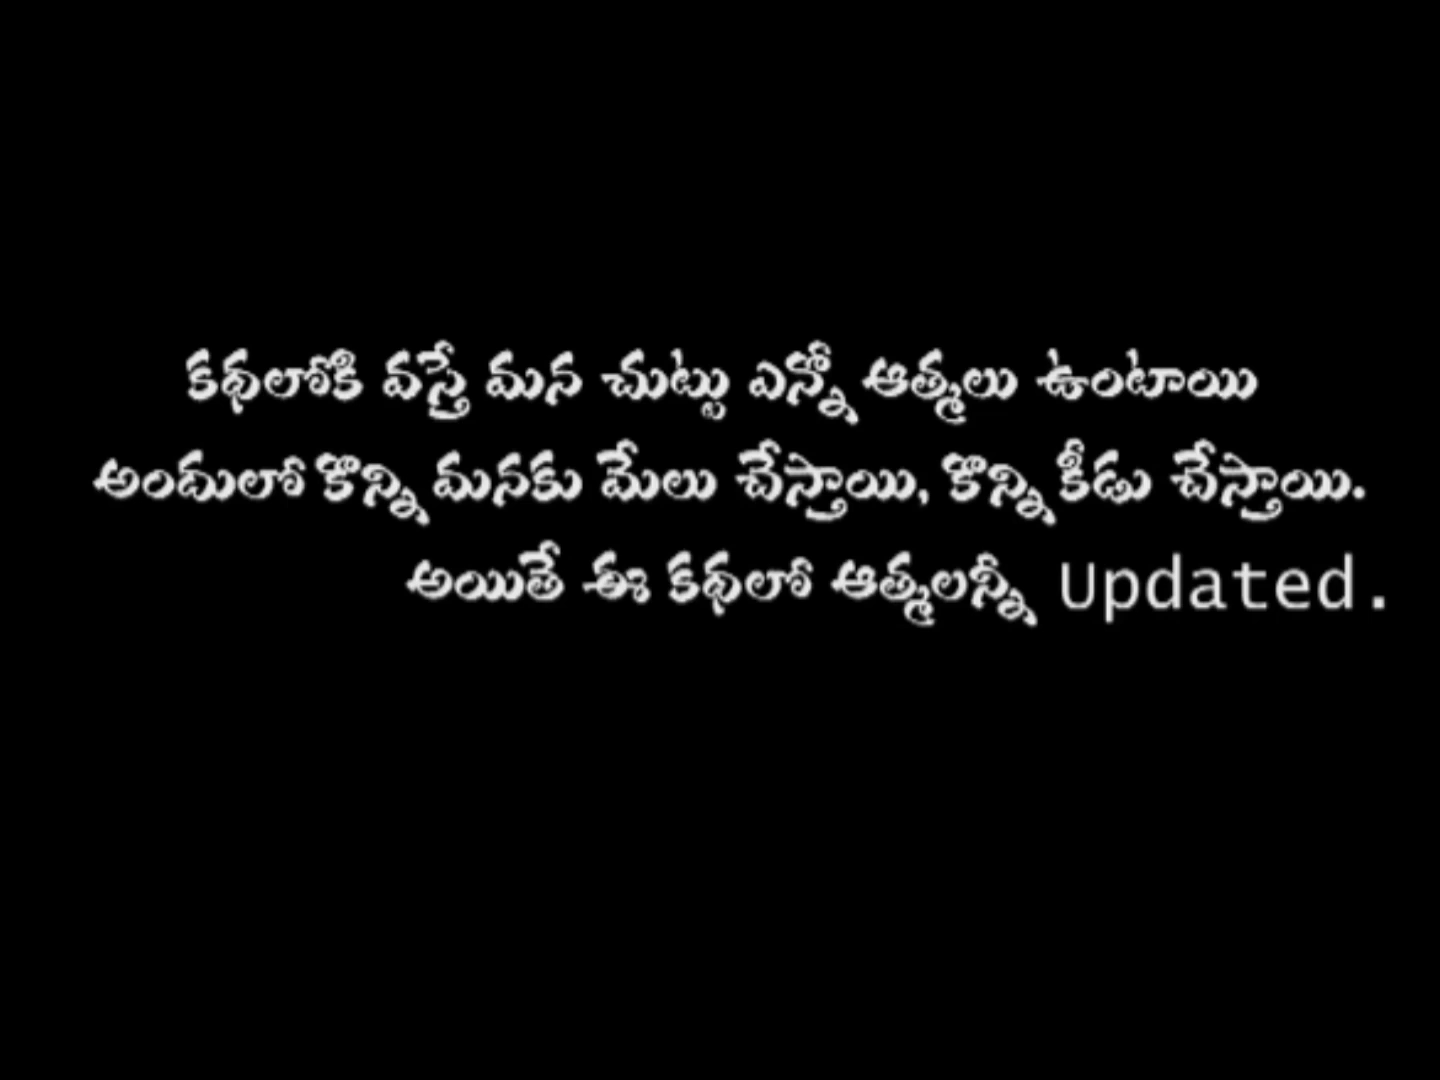 కథలోకి వస్తే మన చుట్టు ఎన్నో ఆత్మలు ఉంటాయి
అందులో కొన్ని మనకు మేలు చేస్తాయి, కొన్ని కీడు చేస్తాయి.
అయితే ఈ కథలో ఆత్మలన్నీ Updated.